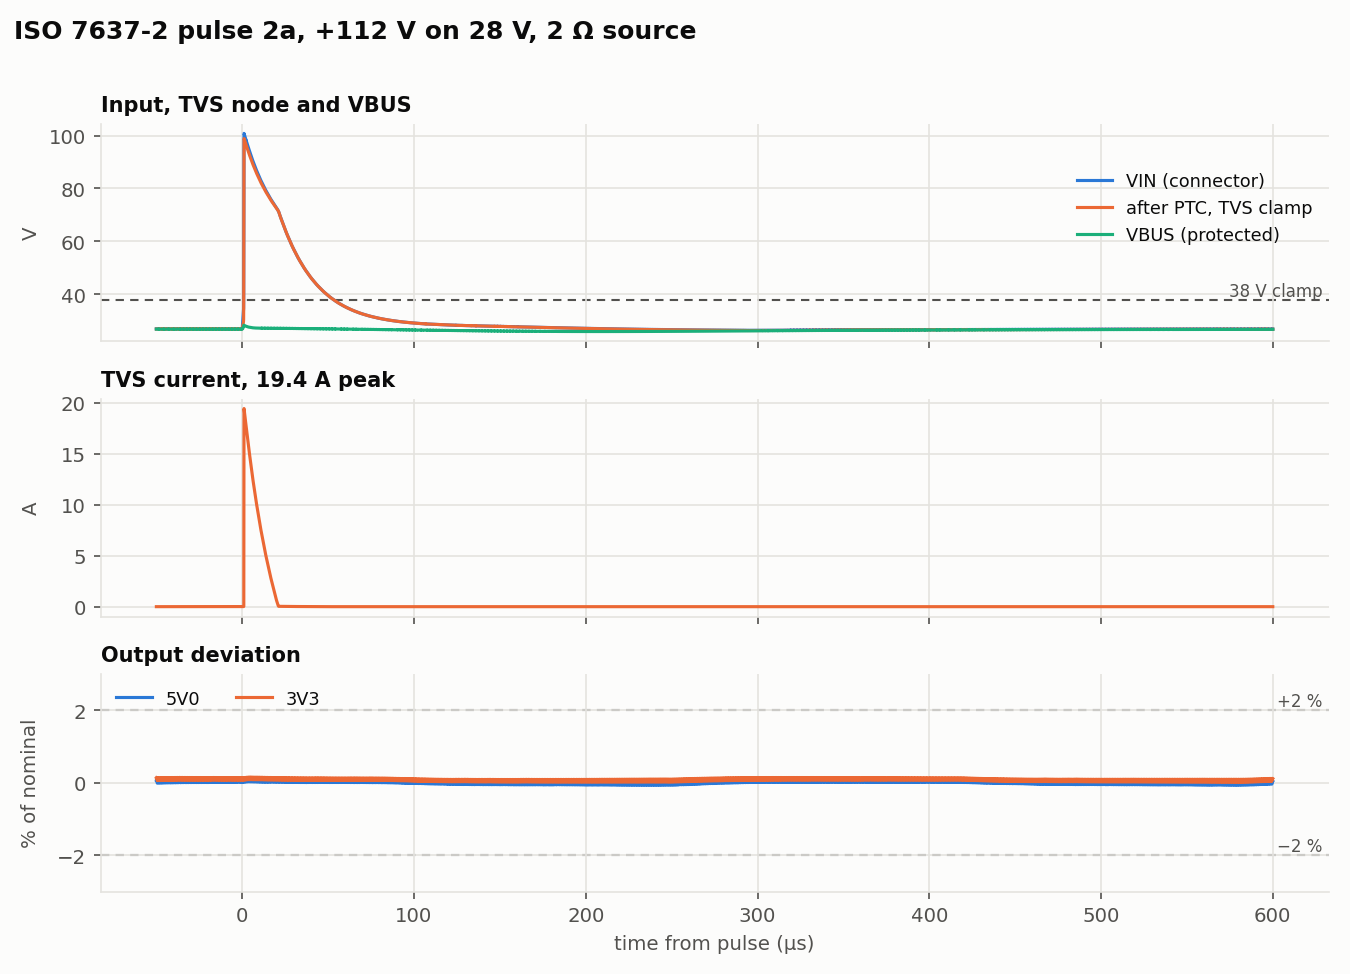 ISO 7637-2 pulse 2a, +112 V on 28 V, 2 Ω source
Input, TVS node and VBUS
V
100
80
60
40
VIN (connector)
after PTC, TVS clamp
VBUS (protected)
38 V clamp
TVS current, 19.4 A peak
A
20
15
10
5
0
Output deviation
% of nominal
2
0
−2
5V0
3V3
+2 %
−2 %
0 100 200 300 400 500 600
time from pulse (µs)